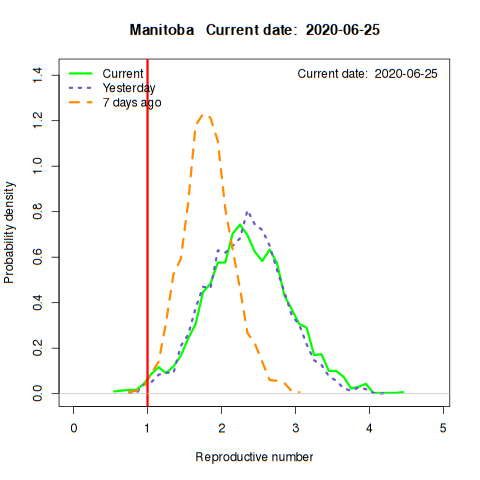 Manitoba   Current date:  2020-06-25
Current
Yesterday
7 days ago
Current date:  2020-06-25
Probability density
1.4
1.2
1.0
0.8
0.6
0.4
0.2
0.0
0 1 2 3 4 5
Reproductive number